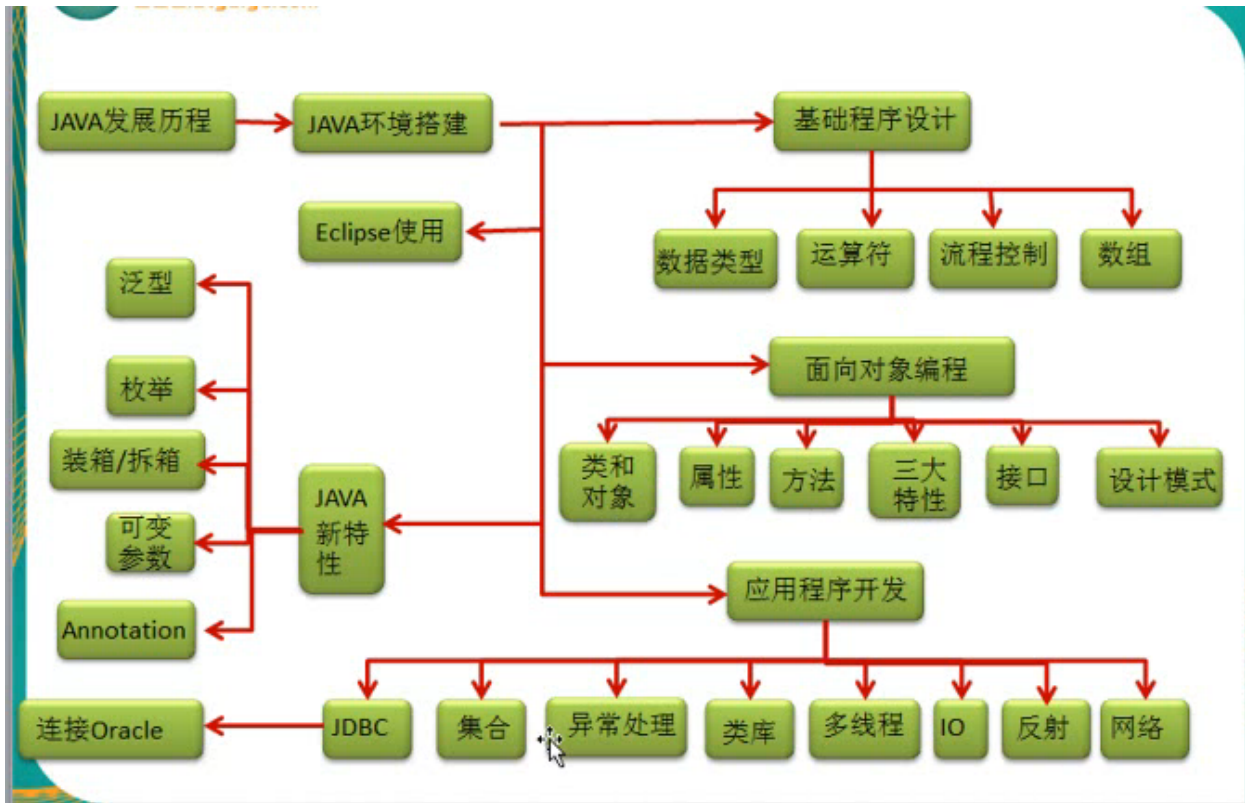 JAVA发展历程
JAVA环境搭建
基础程序设计
Eclipse使用
数据类型
运算符
流程控制
数组
泛型
枚举
装箱/拆箱
可变
参数
Annotation
JAVA
新特
性
面向对象编程
类和
对象
属性
方法
三大
特性
接口
设计模式
应用程序开发
连接Oracle
JDBC
集合
异常处理
类库
多线程
IO
反射
网络